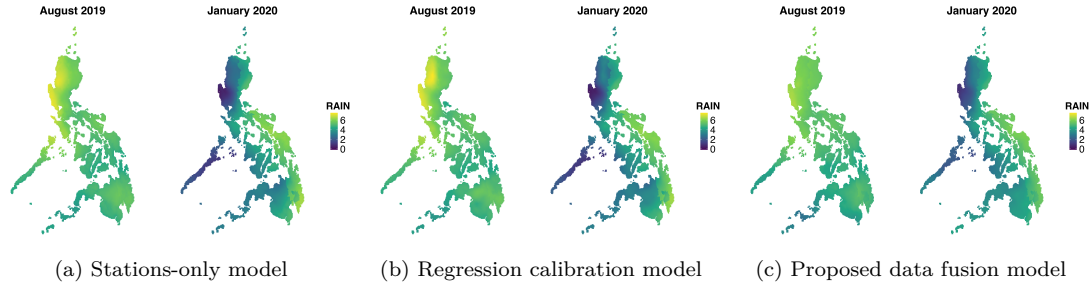 August 2019
January 2020
RAIN
6
4
2
0
(a) Stations-only model
August 2019
January 2020
RAIN
6
4
2
0
(b) Regression calibration model
August 2019
January 2020
RAIN
6
4
2
0
(c) Proposed data fusion model